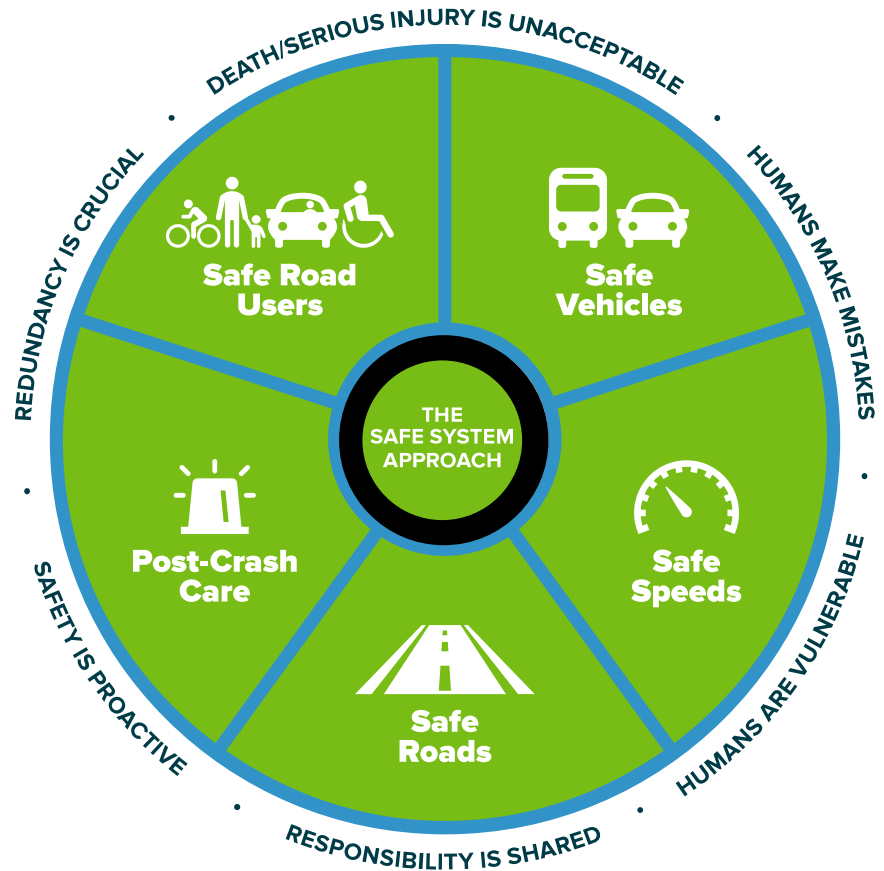 DEATH/SERIOUS INJURY IS UNACCEPTABLE
HUMANS MAKE MISTAKES
HUMANS ARE VULNERABLE
RESPONSIBILITY IS SHARED
SAFETY IS PROACTIVE
REDUNDANCY IS CRUCIAL
Safe Road
Users
Safe
Vehicles
Safe
Speeds
Safe
Roads
Post-Crash
Care
THE
SAFE SYSTEM
APPROACH